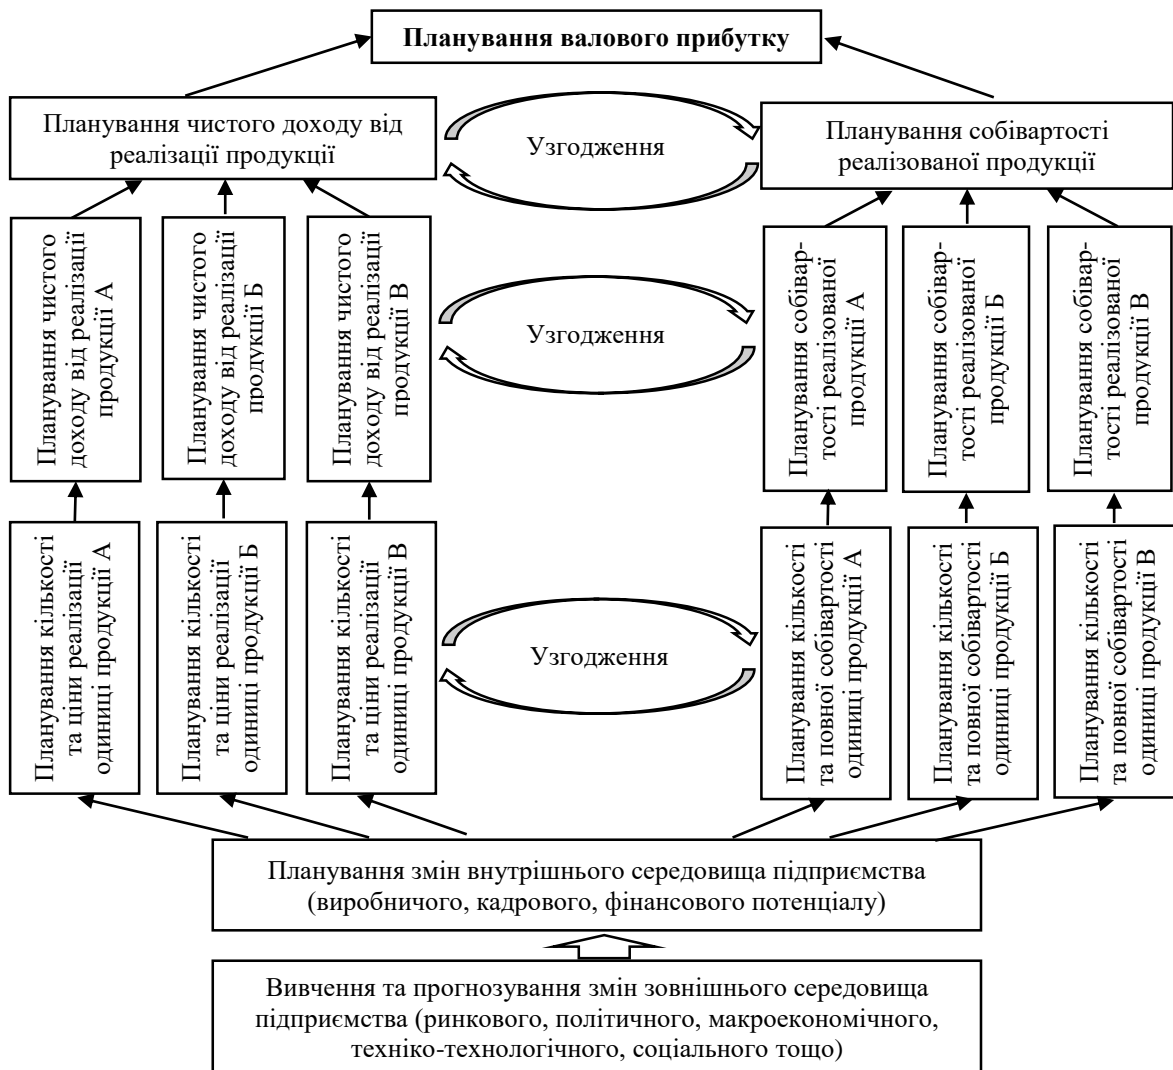 Планування валового прибутку
Планування чистого доходу від
реалізації продукції
Узгодження
Планування собівартості
реалізованої продукції
Планування чистого
доходу від реалізації
продукції А
Планування чистого
доходу від реалізації
продукції Б
Планування чистого
доходу від реалізації
продукції В
Узгодження
Планування собівар-
тості реалізованої
продукції А
Планування собівар-
тості реалізованої
продукції Б
Планування собівар-
тості реалізованої
продукції В
Планування кількості
та ціни реалізації
одиниці продукції А
Планування кількості
та ціни реалізації
одиниці продукції Б
Планування кількості
та ціни реалізації
одиниці продукції В
Узгодження
Планування кількості
та повної собівартості
одиниці продукції А
Планування кількості
та повної собівартості
одиниці продукції Б
Планування кількості
та повної собівартості
одиниці продукції В
Планування змін внутрішнього середовища підприємства
(виробничого, кадрового, фінансового потенціалу)
Вивчення та прогнозування змін зовнішнього середовища
підприємства (ринкового, політичного, макроекономічного,
техніко-технологічного, соціального тощо)